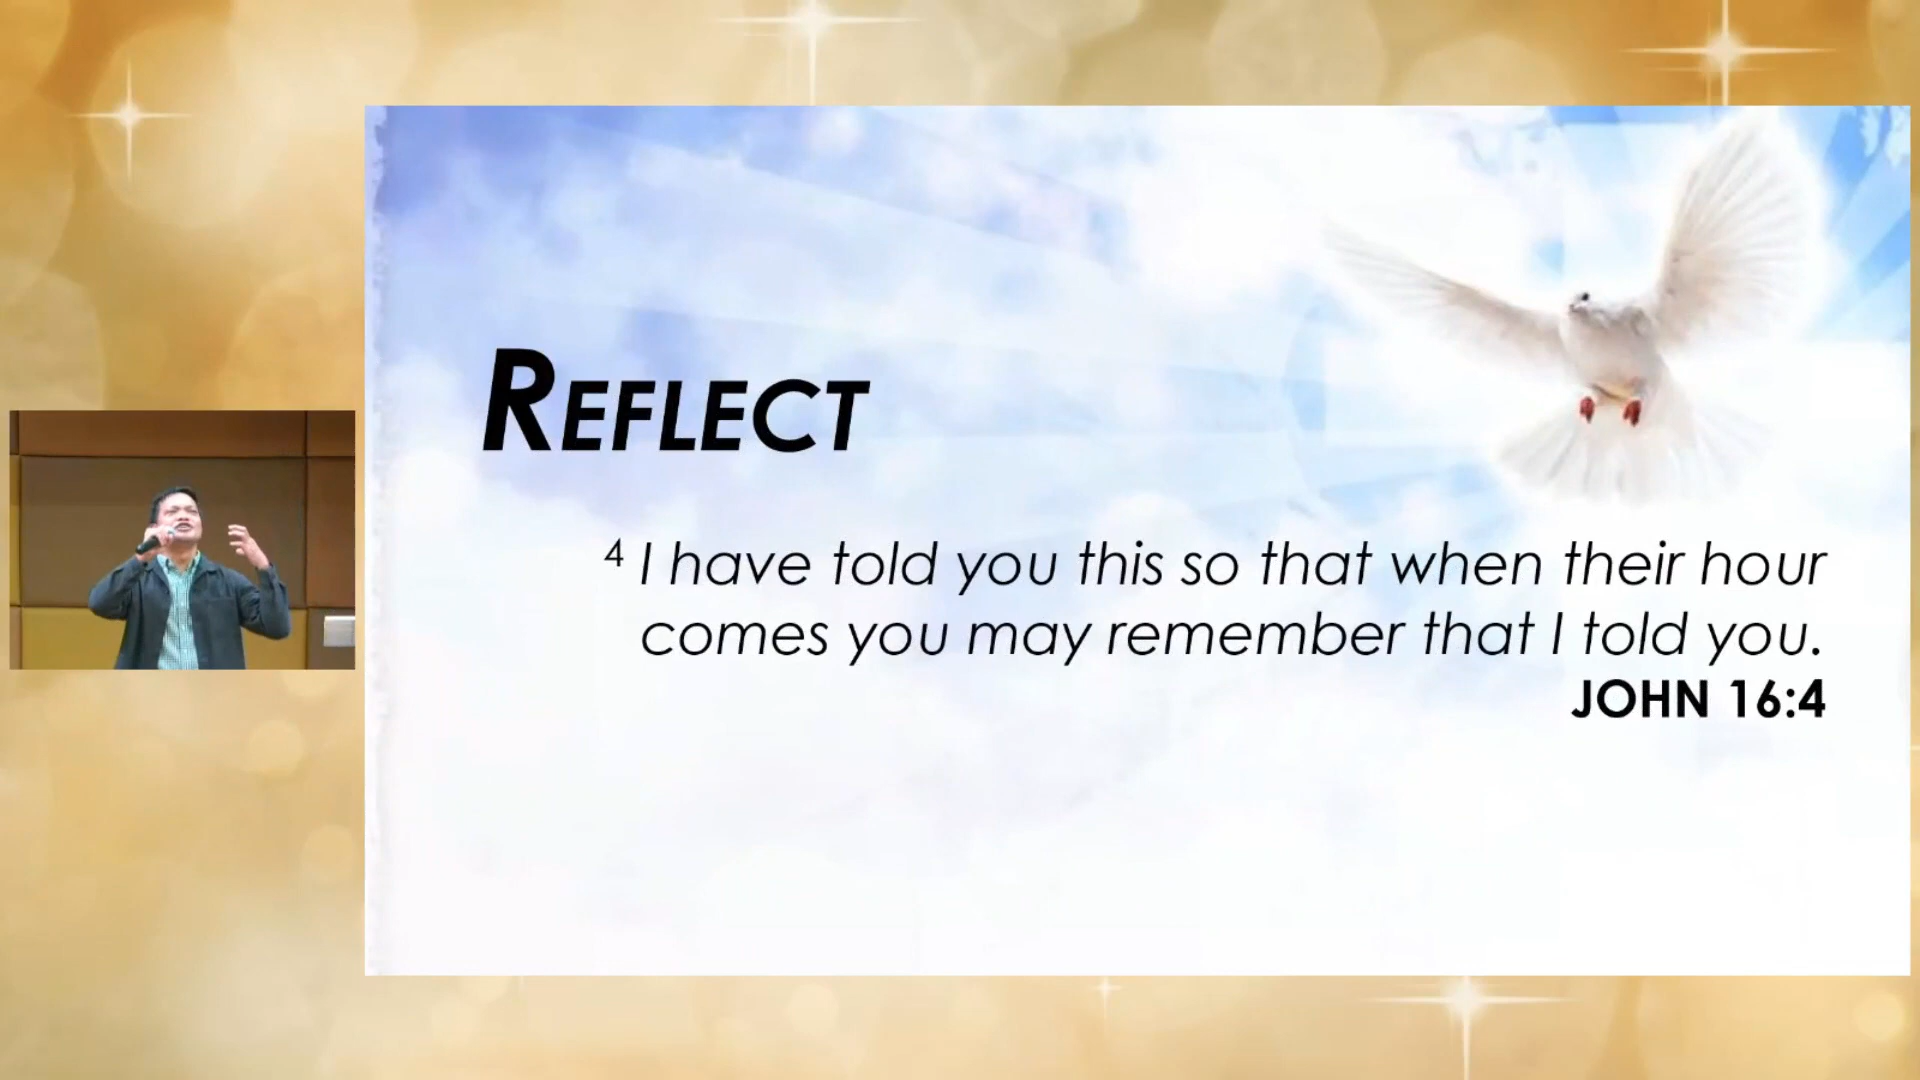 REFLECT
4 I have told you this so that when their hour
comes you may remember that I told you.
JOHN 16:4